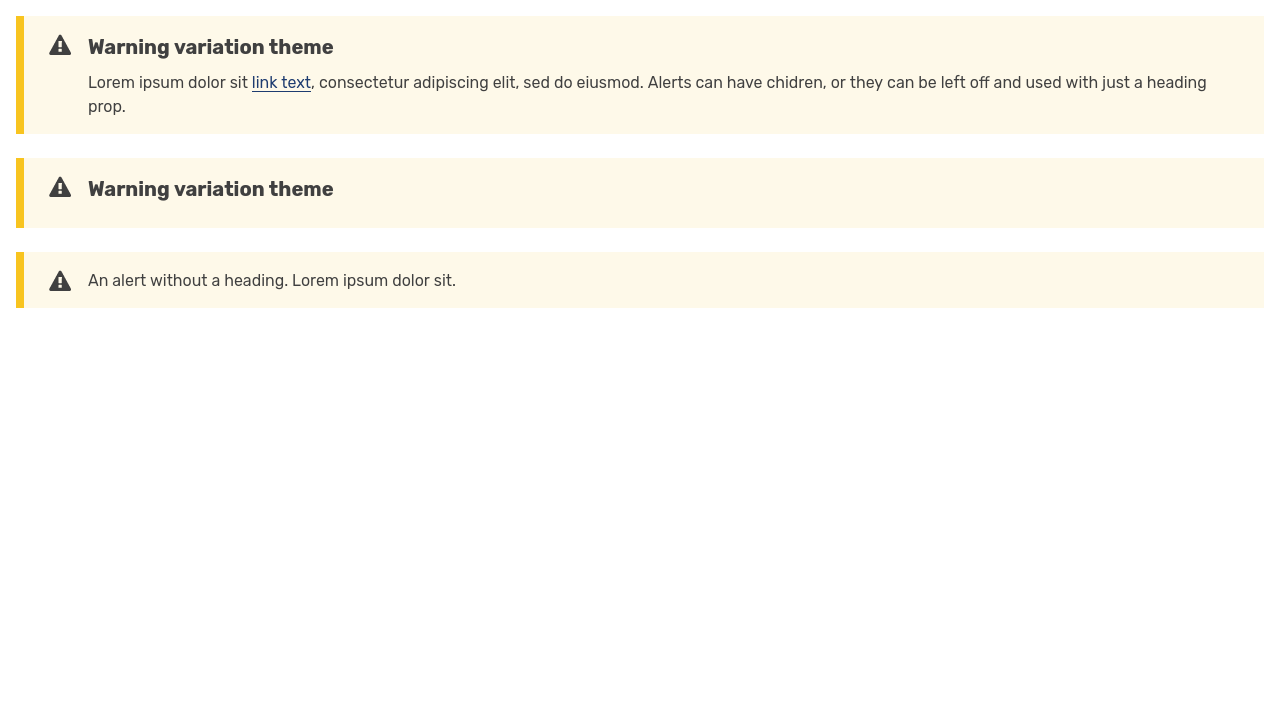 Warning variation theme
Lorem ipsum dolor sit link text, consectetur adipiscing elit, sed do eiusmod. Alerts can have chidren, or they can be left off and used with just a heading
prop.
Warning variation theme
An alert without a heading. Lorem ipsum dolor sit.